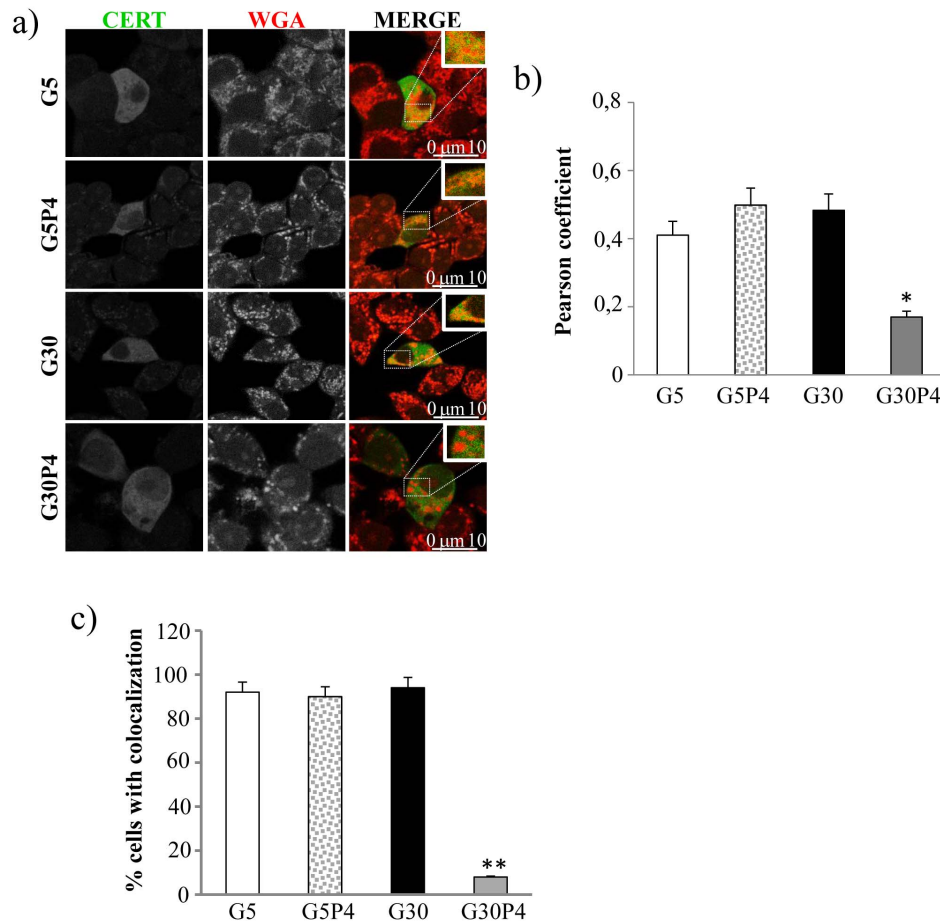 a)
CERT WGA MERGE
G5
0 µm 10
G5P4
0 µm 10
G30
0 µm 10
G30P4
0 µm 10
b)
Pearson coefficient
0,8
0,6
0,4
0,2
0
*
G5 G5P4 G30 G30P4
c)
% cells with colocalization
120
100
80
60
40
20
0
**
G5 G5P4 G30 G30P4